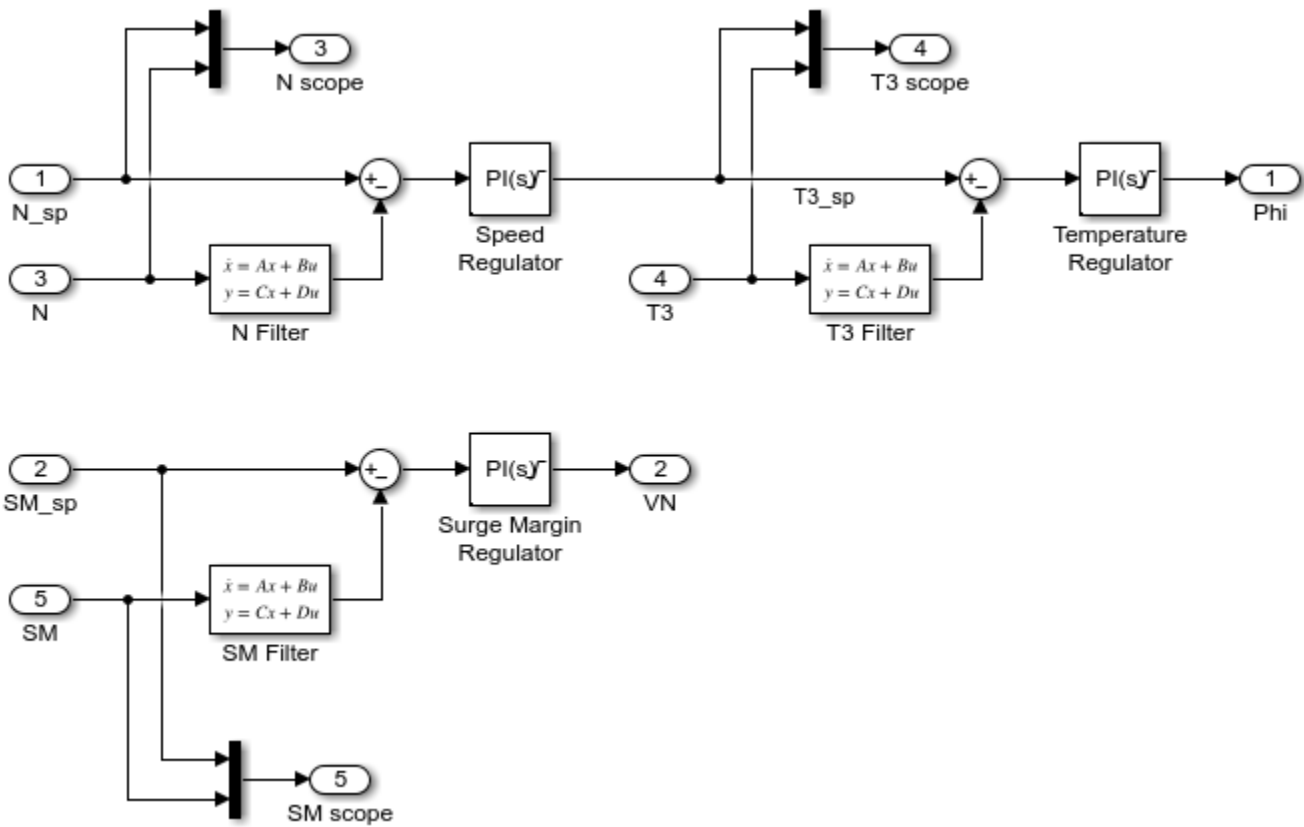 3
N scope
4
T3 scope
1
N_sp
+
-
PI(s)
Speed
Regulator
T3_sp
+
-
PI(s)
Temperature
Regulator
1
Phi
3
N
ẋ = Ax + Bu
y = Cx + Du
N Filter
4
T3
ẋ = Ax + Bu
y = Cx + Du
T3 Filter
2
SM_sp
+
-
PI(s)
Surge Margin
Regulator
2
VN
5
SM
ẋ = Ax + Bu
y = Cx + Du
SM Filter
5
SM scope